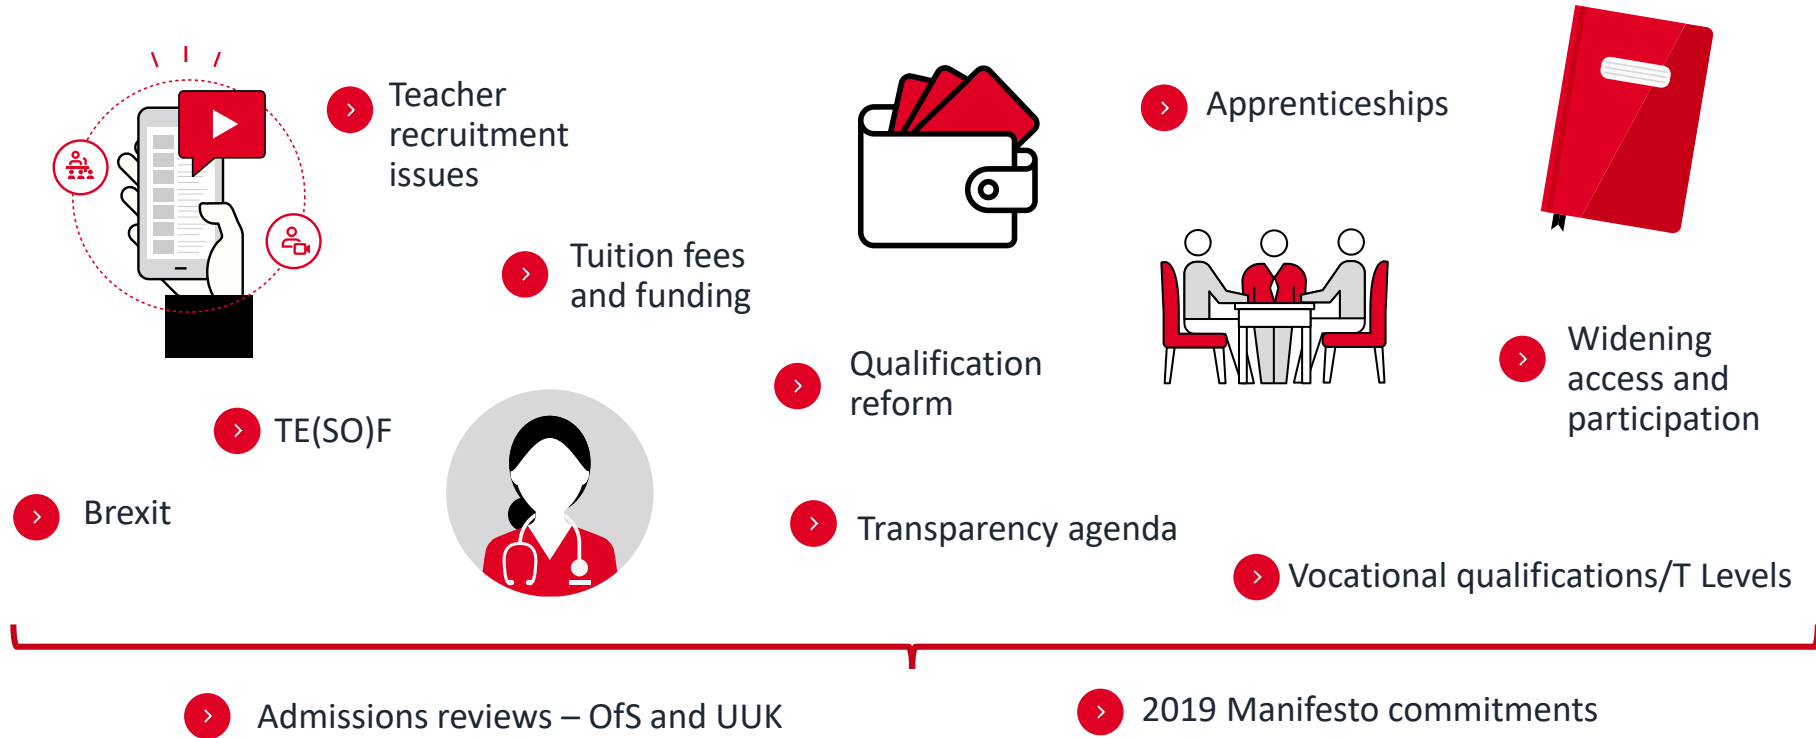 Teacher
recruitment
issues
Apprenticeships
Tuition fees
and funding
Qualification
reform
Widening
access and
participation
TE(SO)F
Brexit
Transparency agenda
Vocational qualifications/T Levels
Admissions reviews – OfS and UUK
2019 Manifesto commitments